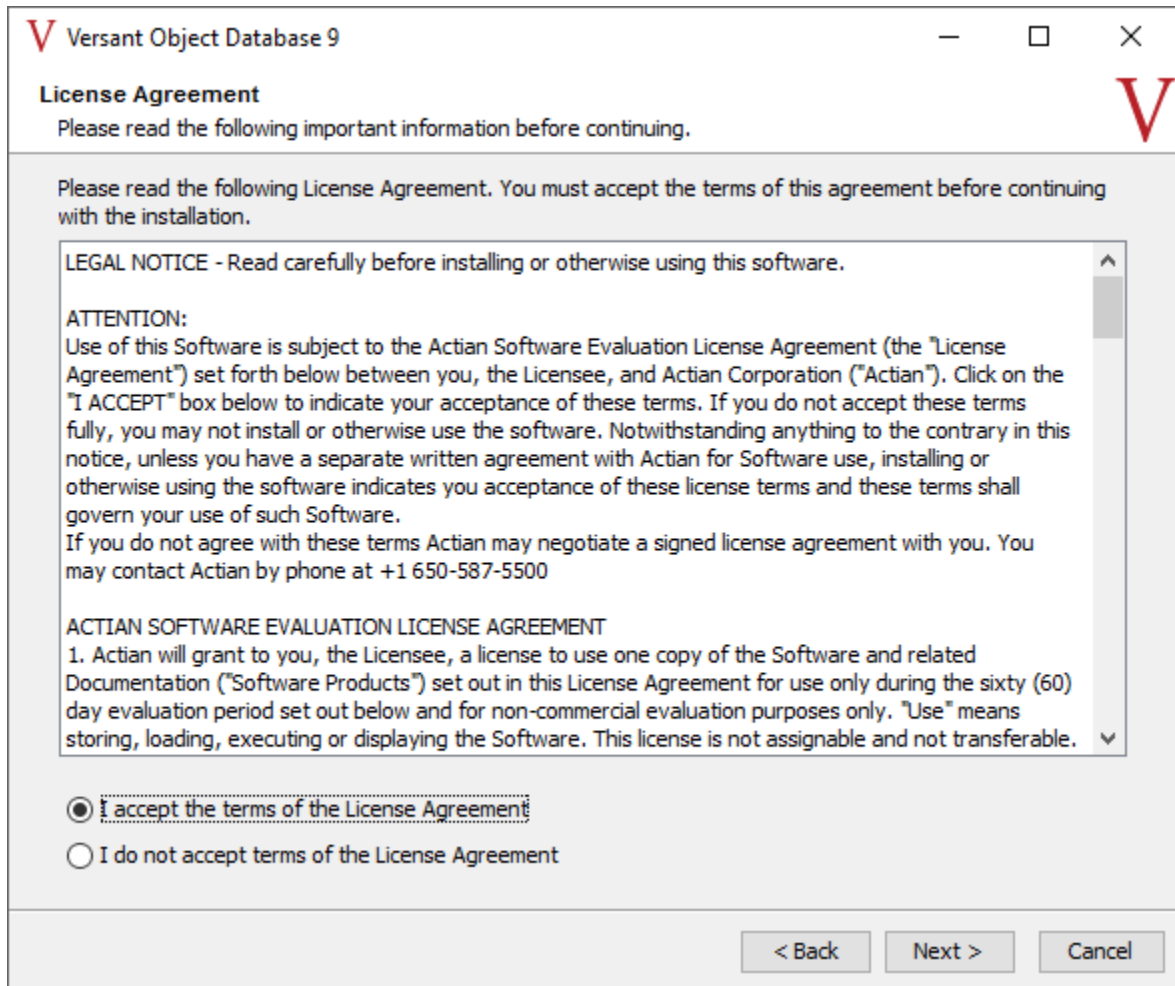 V Versant Object Database 9
License Agreement
V
Please read the following important information before continuing.
Please read the following License Agreement. You must accept the terms of this agreement before continuing
with the installation.
LEGAL NOTICE - Read carefully before installing or otherwise using this software.
ATTENTION:
Use of this Software is subject to the Actian Software Evaluation License Agreement (the "License
Agreement") set forth below between you, the Licensee, and Actian Corporation ("Actian"). Click on the
"I ACCEPT" box below to indicate your acceptance of these terms. If you do not accept these terms
fully, you may not install or otherwise use the software. Notwithstanding anything to the contrary in this
notice, unless you have a separate written agreement with Actian for Software use, installing or
otherwise using the software indicates you acceptance of these license terms and these terms shall
govern your use of such Software.
If you do not agree with these terms Actian may negotiate a signed license agreement with you. You
may contact Actian by phone at +1 650-587-5500
ACTIAN SOFTWARE EVALUATION LICENSE AGREEMENT
1. Actian will grant to you, the Licensee, a license to use one copy of the Software and related
Documentation ("Software Products") set out in this License Agreement for use only during the sixty (60)
day evaluation period set out below and for non-commercial evaluation purposes only. "Use" means
storing, loading, executing or displaying the Software. This license is not assignable and not transferable.
I accept the terms of the License Agreement
I do not accept terms of the License Agreement
< Back Next > Cancel